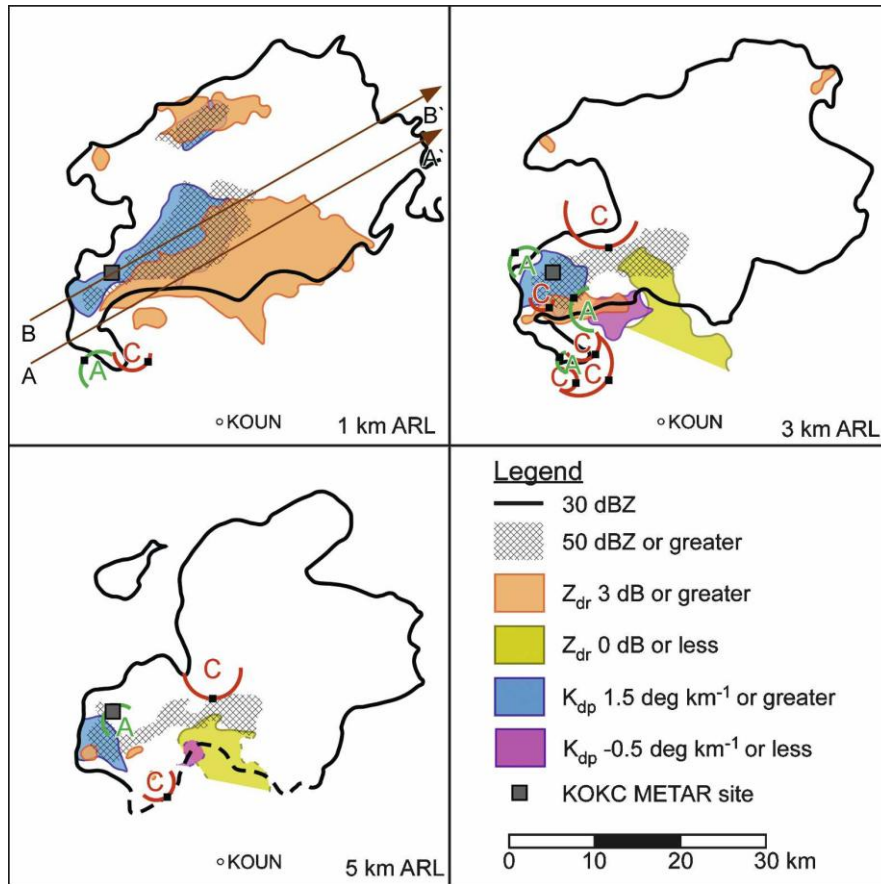 B`
A`
B
A
A
C
KOUN
1 km ARL
C
A
C
A
C
A
C
C
KOUN
3 km ARL
C
A
C
KOUN
5 km ARL
Legend
30 dBZ
50 dBZ or greater
Zdr 3 dB or greater
Zdr 0 dB or less
Kdp 1.5 deg km-1 or greater
Kdp -0.5 deg km-1 or less
KOKC METAR site
0 10 20 30 km